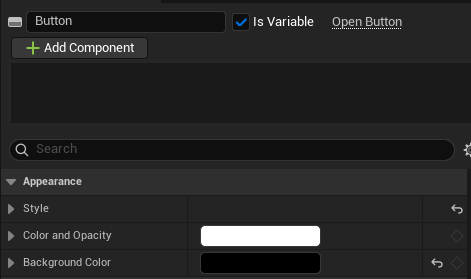 Button
Is Variable
Open Button
Add Component
Search
Appearance
Style
Color and Opacity
Background Color